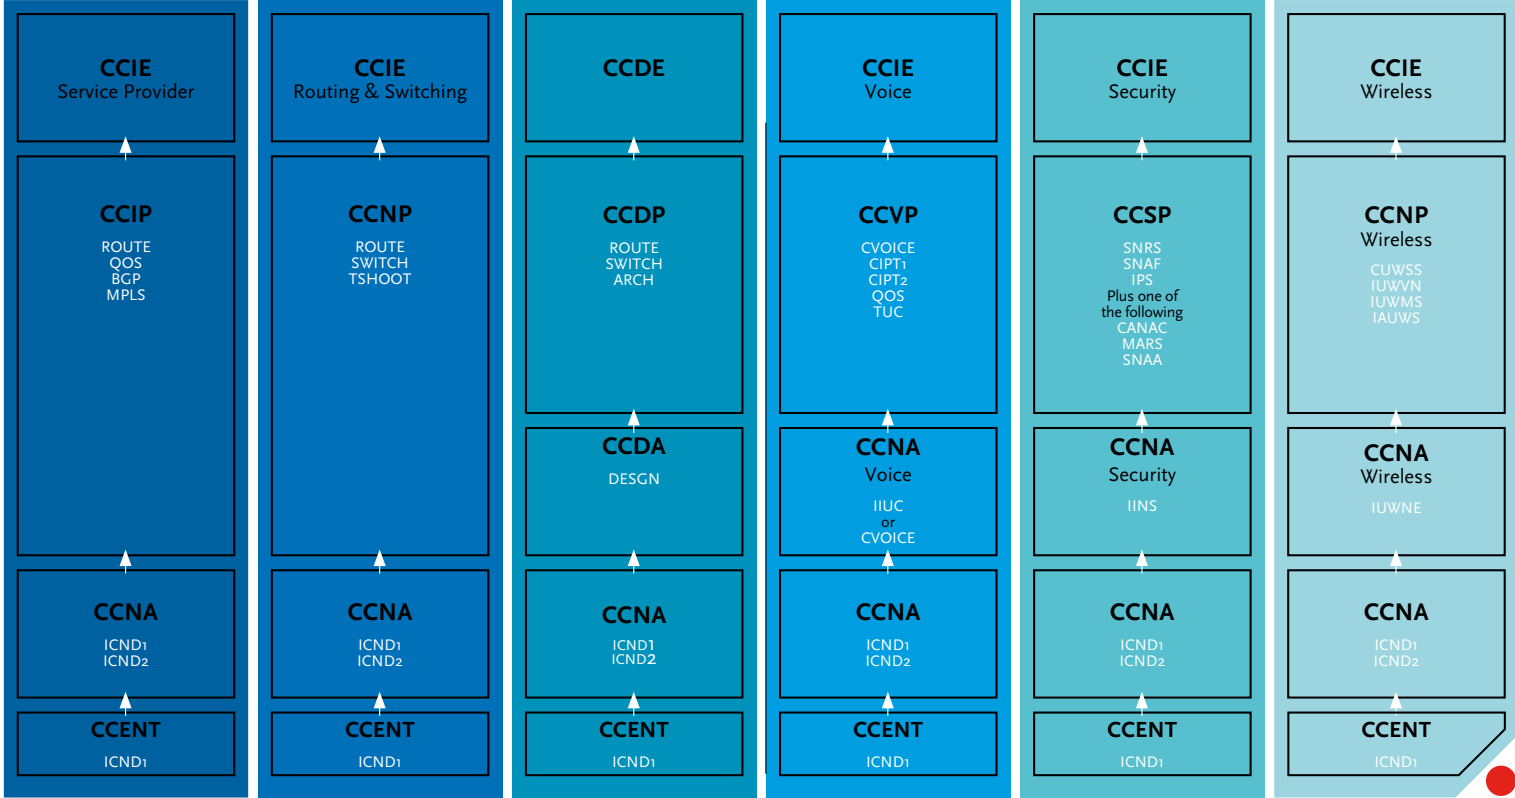 CCIE
Service Provider
CCIP
ROUTE
QOS
BGP
MPLS
CCNA
ICND1
ICND2
CCENT
ICND1
CCIE
Routing & Switching
CCNP
ROUTE
SWITCH
TSHOOT
CCNA
ICND1
ICND2
CCENT
ICND1
CCDE
CCDP
ROUTE
SWITCH
ARCH
CCDA
DESGN
CCNA
ICND1
ICND2
CCENT
ICND1
CCIE
Voice
CCVP
CVOICE
CIPT1
CIPT2
QOS
TUC
CCNA
Voice
IIUC
or
CVOICE
CCNA
ICND1
ICND2
CCENT
ICND1
CCIE
Security
CCSP
SNRS
SNAF
IPS
Plus one of
the following
CANAC
MARS
SNAA
CCNA
Security
IINS
CCNA
ICND1
ICND2
CCENT
ICND1
CCIE
Wireless
CCNP
Wireless
CUWSS
IUWVN
IUWMS
IAUWS
CCNA
Wireless
IUWNE
CCNA
ICND1
ICND2
CCENT
ICND1